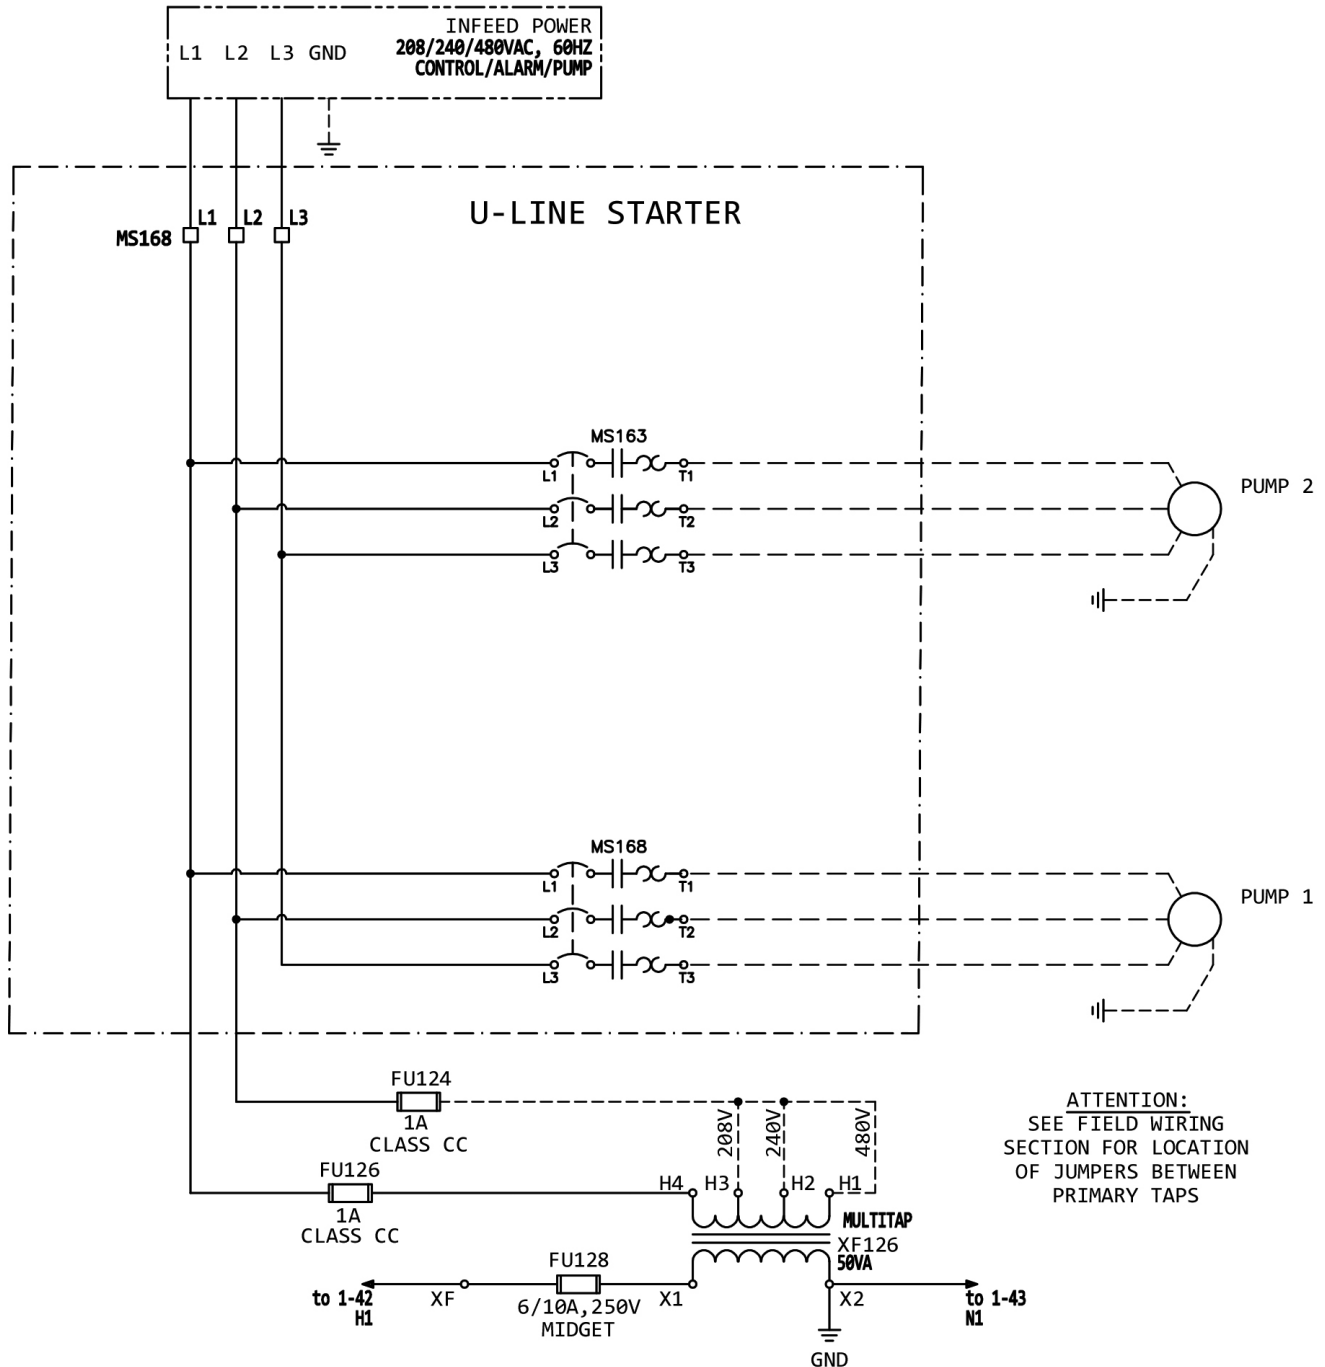 INFEED POWER
208/240/480VAC, 60HZ
CONTROL/ALARM/PUMP
L1 L2 L3 GND
U-LINE STARTER
L1 L2 L3
MS168
MS163
L1 T1
L2 T2
L3 T3
PUMP 2
MS168
L1 T1
L2 T2
L3 T3
PUMP 1
FU124
1A
CLASS CC
208V 240V 480V
FU126
1A
CLASS CC
H4 H3 H2 H1
MULTITAP
XF126
50VA
FU128
6/10A,250V
MIDGET
to 1-42
H1
XF
X1
X2
to 1-43
N1
GND
ATTENTION:
SEE FIELD WIRING
SECTION FOR LOCATION
OF JUMPERS BETWEEN
PRIMARY TAPS